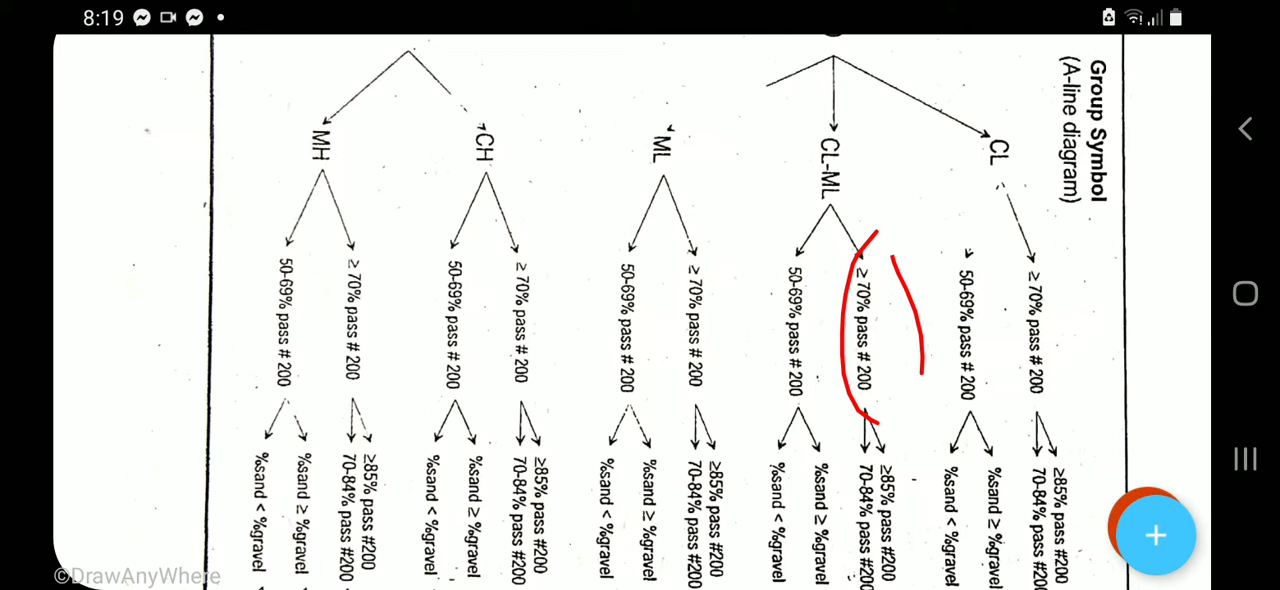 8:19
Group Symbol
(A-line diagram)
CL
≥ 70% pass # 200
≥85% pass #200
70-84% pass #200
50-69% pass # 200
%sand ≥ %gravel
%sand < %gravel
CL-ML
≥ 70% pass # 200
≥85% pass #200
70-84% pass #200
50-69% pass # 200
%sand ≥ %gravel
%sand < %gravel
ML
≥ 70% pass # 200
≥85% pass #200
70-84% pass #200
50-69% pass # 200
%sand ≥ %gravel
%sand < %gravel
CH
≥ 70% pass # 200
≥85% pass #200
70-84% pass #200
50-69% pass # 200
%sand ≥ %gravel
%sand < %gravel
MH
≥ 70% pass # 200
≥85% pass #200
70-84% pass #200
50-69% pass # 200
%sand ≥ %gravel
%sand < %gravel
©DrawAnyWhere